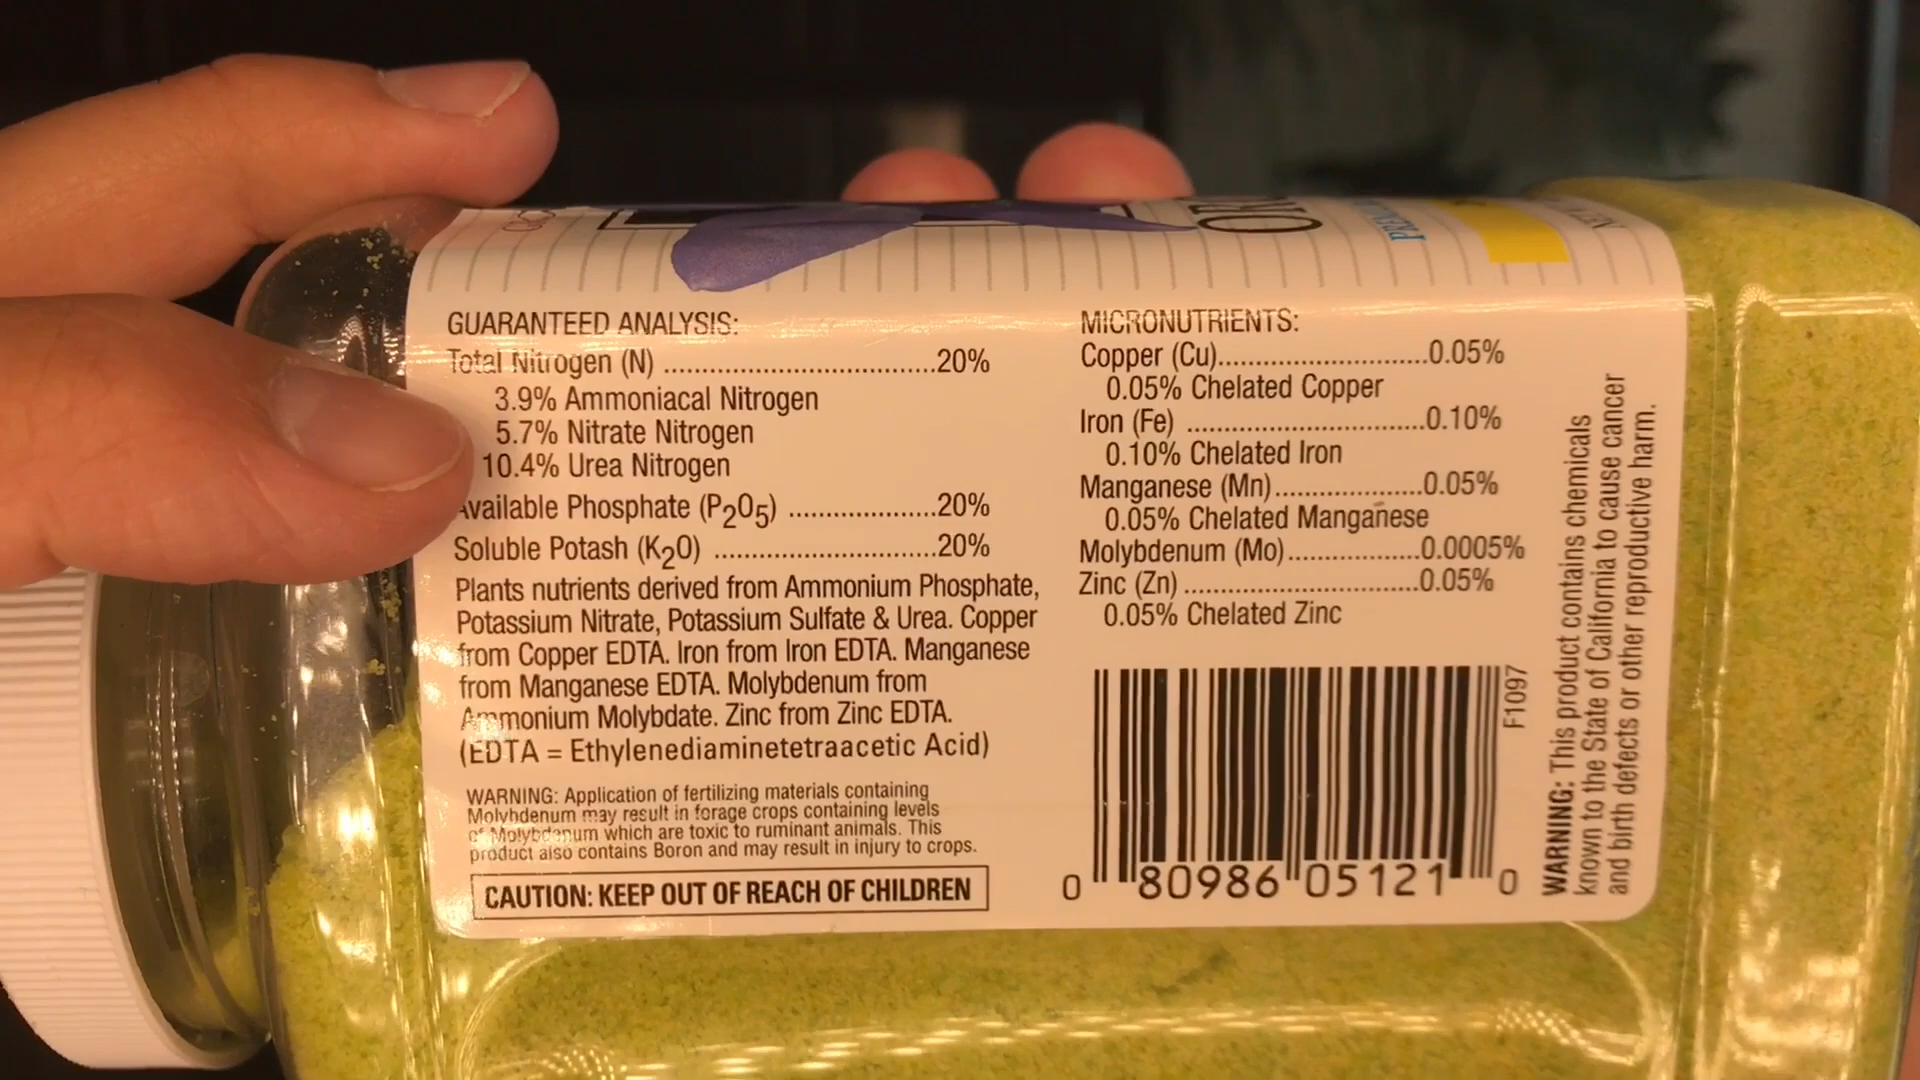 GUARANTEED ANALYSIS:
Total Nitrogen (N) ................................20%
3.9% Ammoniacal Nitrogen
5.7% Nitrate Nitrogen
10.4% Urea Nitrogen
Available Phosphate (P₂O₅) .................20%
Soluble Potash (K₂O) ..........................20%
Plants nutrients derived from Ammonium Phosphate,
Potassium Nitrate, Potassium Sulfate & Urea. Copper
from Copper EDTA. Iron from Iron EDTA. Manganese
from Manganese EDTA. Molybdenum from
Ammonium Molybdate. Zinc from Zinc EDTA.
(EDTA = Ethylenediaminetetraacetic Acid)
WARNING: Application of fertilizing materials containing
Molybdenum may result in forage crops containing levels
of Molybdenum which are toxic to ruminant animals. This
product also contains Boron and may result in injury to crops.
CAUTION: KEEP OUT OF REACH OF CHILDREN
MICRONUTRIENTS:
Copper (Cu).........................0.05%
0.05% Chelated Copper
Iron (Fe) ............................0.10%
0.10% Chelated Iron
Manganese (Mn).................0.05%
0.05% Chelated Manganese
Molybdenum (Mo)...............0.0005%
Zinc (Zn) ...........................0.05%
0.05% Chelated Zinc
F1097
0 80986 05121 0
WARNING: This product contains chemicals
known to the State of California to cause cancer
and birth defects or other reproductive harm.